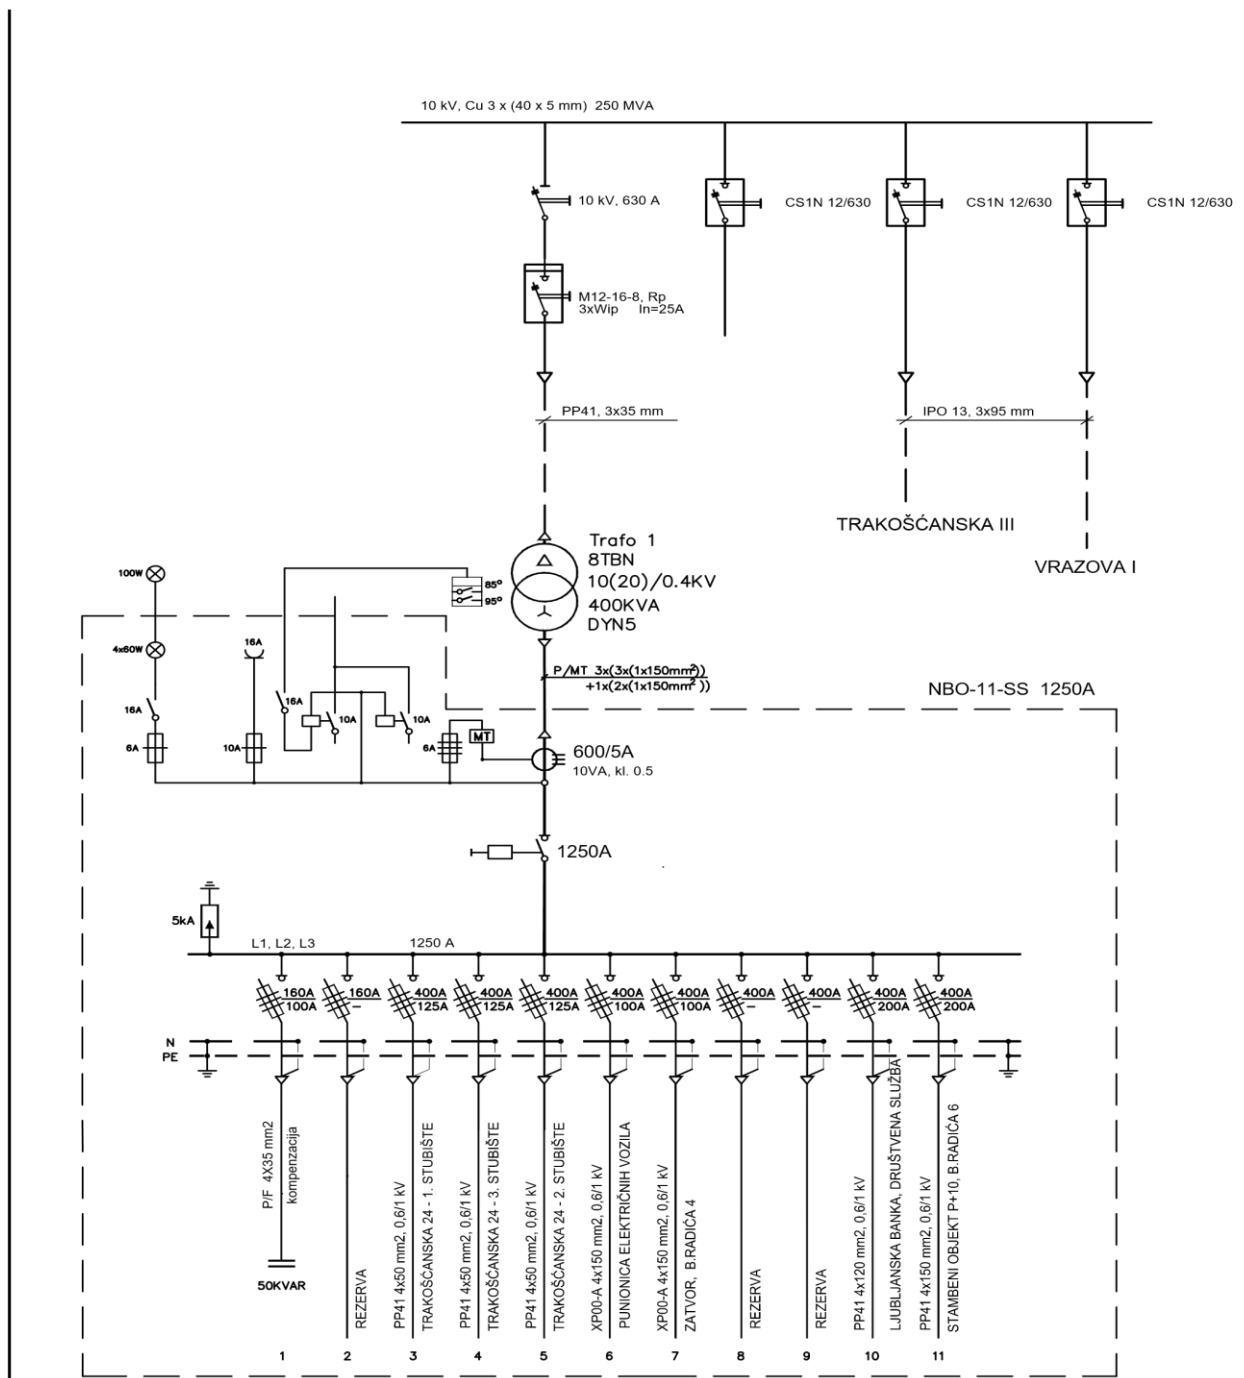 10 kV, Cu 3 x (40 x 5 mm) 250 MVA
10 kV, 630 A
CS1N 12/630
CS1N 12/630
CS1N 12/630
M12-16-8, Rp
3xWip In=25A
PP41, 3x35 mm
IPO 13, 3x95 mm
TRAKOŠĆANSKA III
VRAZOVA I
Trafo 1
8TBN
10(20)/0.4KV
400KVA
DYN5
85°
95°
100W
4x60W
16A
16A
16A
10A
10A
6A
10A
6A
MT
P/MT 3x(3x(1x150mm²))
+1x(2x(1x150mm²))
NBO-11-SS 1250A
600/5A
10VA, kl. 0.5
1250A
5kA
L1, L2, L3
1250 A
160A
100A
160A
–
400A
125A
400A
125A
400A
125A
400A
100A
400A
100A
400A
–
400A
–
400A
200A
400A
200A
N
PE
P/F 4X35 mm2
kompenzacija
50KVAR
REZERVA
PP41 4x50 mm2, 0,6/1 kV
TRAKOŠĆANSKA 24 - 1. STUBIŠTE
PP41 4x50 mm2, 0,6/1 kV
TRAKOŠĆANSKA 24 - 3. STUBIŠTE
PP41 4x50 mm2, 0,6/1 kV
TRAKOŠĆANSKA 24 - 2. STUBIŠTE
XP00-A 4x150 mm2, 0,6/1 kV
PUNIONICA ELEKTRIČNIH VOZILA
XP00-A 4x150 mm2, 0,6/1 kV
ZATVOR, B.RADIĆA 4
REZERVA
REZERVA
PP41 4x120 mm2, 0,6/1 kV
LJUBLJANSKA BANKA, DRUŠTVENA SLUŽBA
PP41 4x150 mm2, 0,6/1 kV
STAMBENI OBJEKT P+10, B.RADIĆA 6
1 2 3 4 5 6 7 8 9 10 11